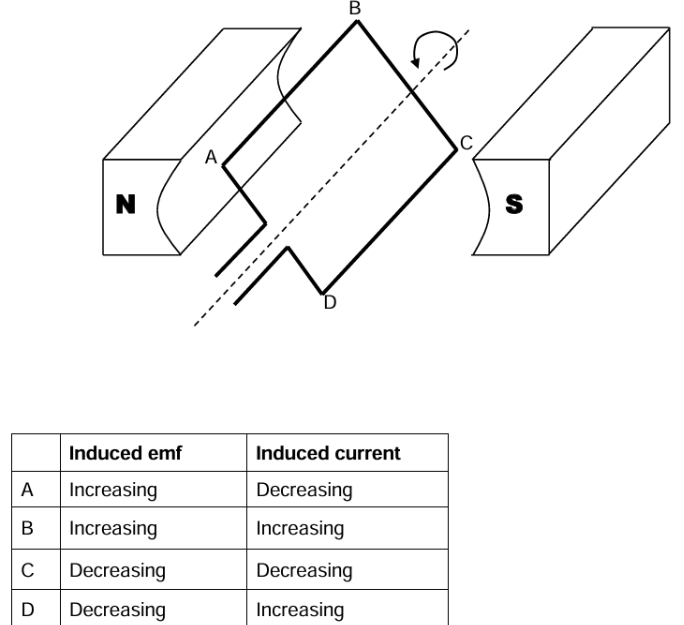 B
C
A
N
S
D
Induced emf Induced current
A Increasing Decreasing
B Increasing Increasing
C Decreasing Decreasing
D Decreasing Increasing